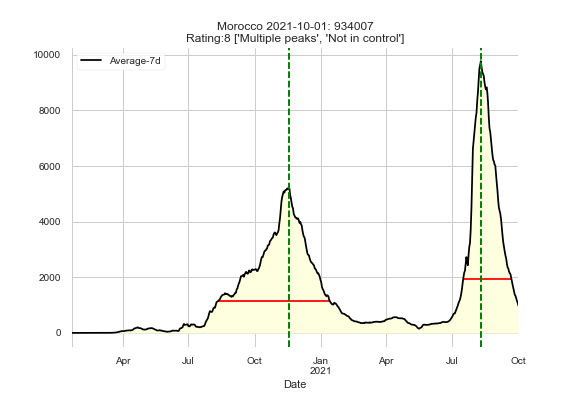 Morocco 2021-10-01: 934007
Rating:8 ['Multiple peaks', 'Not in control']
Average-7d
10000
8000
6000
4000
2000
0
Apr Jul Oct Jan Apr Jul Oct
2021
Date